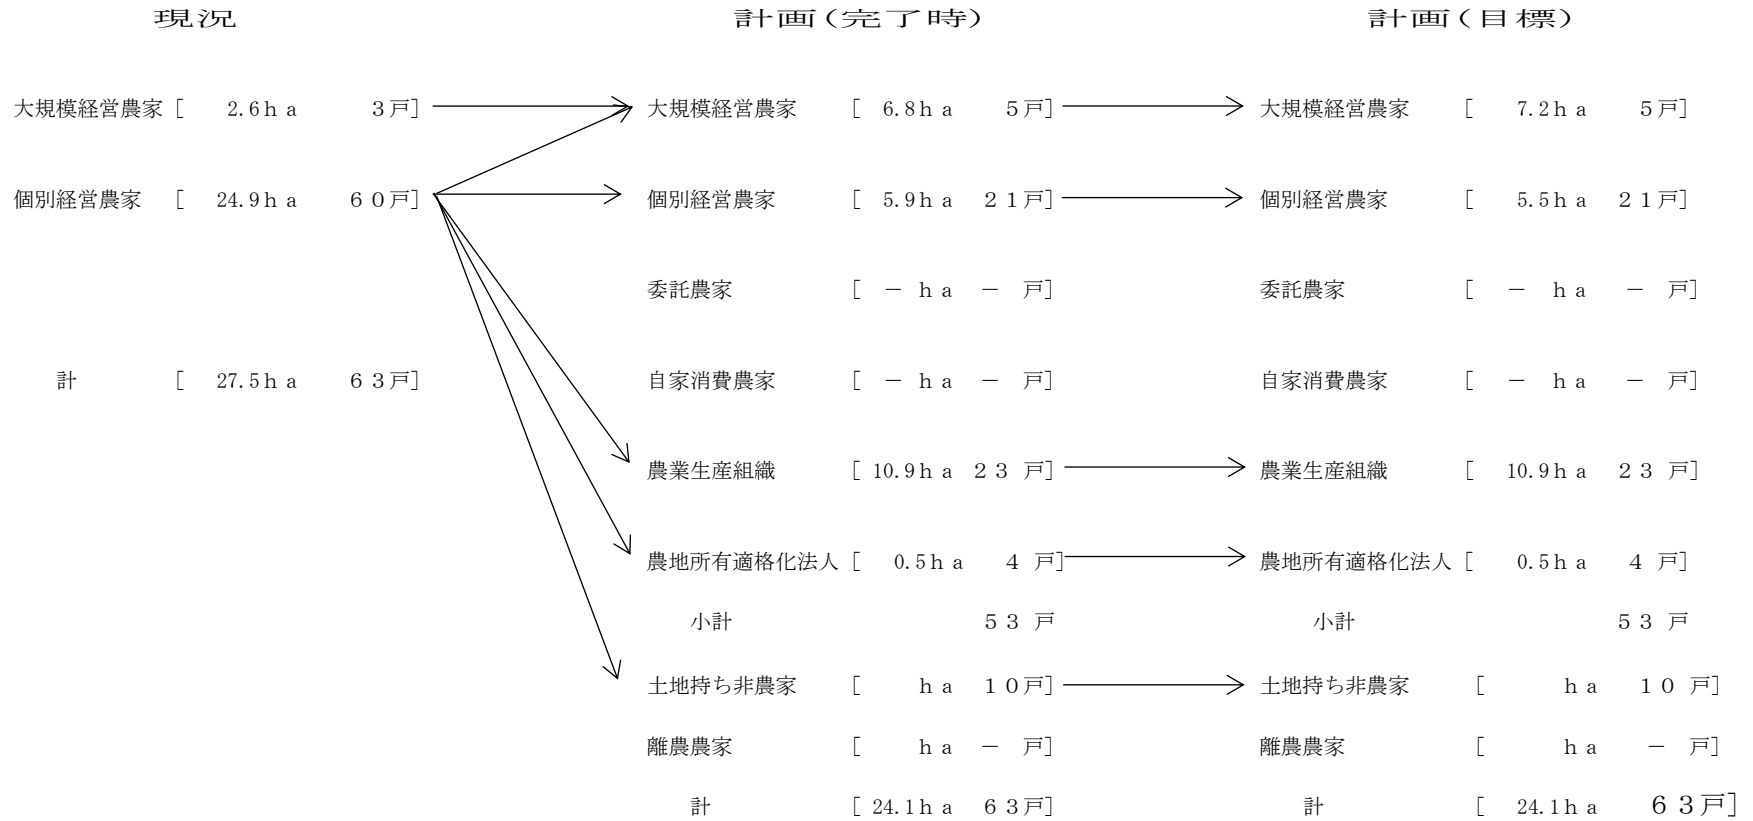 現況 計画(完了時) 計画(目標)
大規模経営農家 [ 2.6ha 3戸] 大規模経営農家 [ 6.8ha 5戸] 大規模経営農家 [ 7.2ha 5戸]
個別経営農家 [ 24.9ha 60戸] 個別経営農家 [ 5.9ha 21戸] 個別経営農家 [ 5.5ha 21戸]
委託農家 [ － ha － 戸] 委託農家 [ － ha － 戸]
計 [ 27.5ha 63戸] 自家消費農家 [ － ha － 戸] 自家消費農家 [ － ha － 戸]
農業生産組織 [ 10.9ha 23 戸] 農業生産組織 [ 10.9ha 23 戸]
農地所有適格化法人 [ 0.5ha 4 戸] 農地所有適格化法人 [ 0.5ha 4 戸]
小計 53 戸 小計 53 戸
土地持ち非農家 [ ha 10戸] 土地持ち非農家 [ ha 10 戸]
離農農家 [ ha － 戸] 離農農家 [ ha － 戸]
計 [ 24.1ha 63戸] 計 [ 24.1ha 63戸]